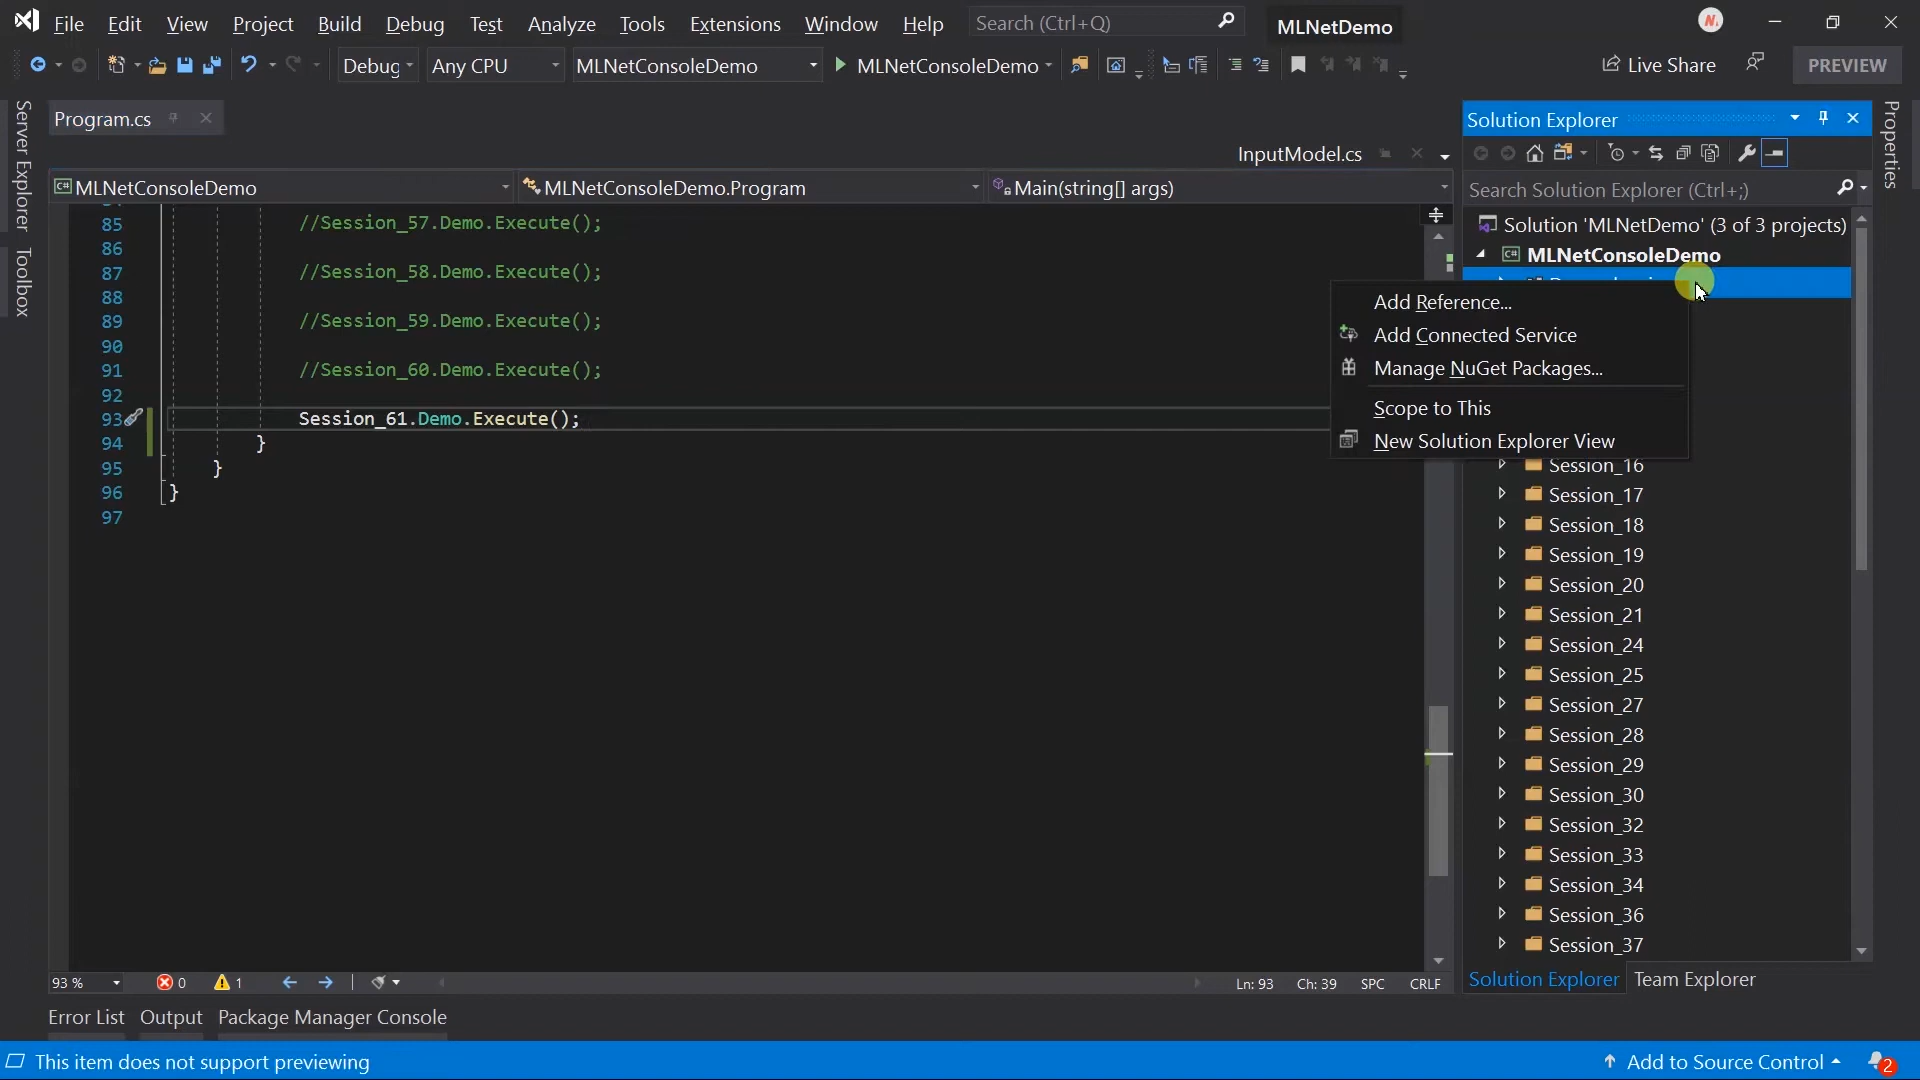 File Edit View Project Build Debug Test Analyze Tools Extensions Window Help Search (Ctrl+Q) MLNetDemo
Debug Any CPU MLNetConsoleDemo MLNetConsoleDemo Live Share PREVIEW
Server Explorer
Toolbox
Program.cs
InputModel.cs
MLNetConsoleDemo MLNetConsoleDemo.Program Main(string[] args)
85 //Session_57.Demo.Execute();
86
87 //Session_58.Demo.Execute();
88
89 //Session_59.Demo.Execute();
90
91 //Session_60.Demo.Execute();
92
93 Session_61.Demo.Execute();
94 }
95 }
96 }
97
Add Reference...
Add Connected Service
Manage NuGet Packages...
Scope to This
New Solution Explorer View
Solution Explorer
Search Solution Explorer (Ctrl+;)
Solution 'MLNetDemo' (3 of 3 projects)
C# MLNetConsoleDemo
Session_16
Session_17
Session_18
Session_19
Session_20
Session_21
Session_24
Session_25
Session_27
Session_28
Session_29
Session_30
Session_32
Session_33
Session_34
Session_36
Session_37
Solution Explorer Team Explorer
Properties
93 % 0 1 Ln: 93 Ch: 39 SPC CRLF
Error List Output Package Manager Console
This item does not support previewing Add to Source Control 2